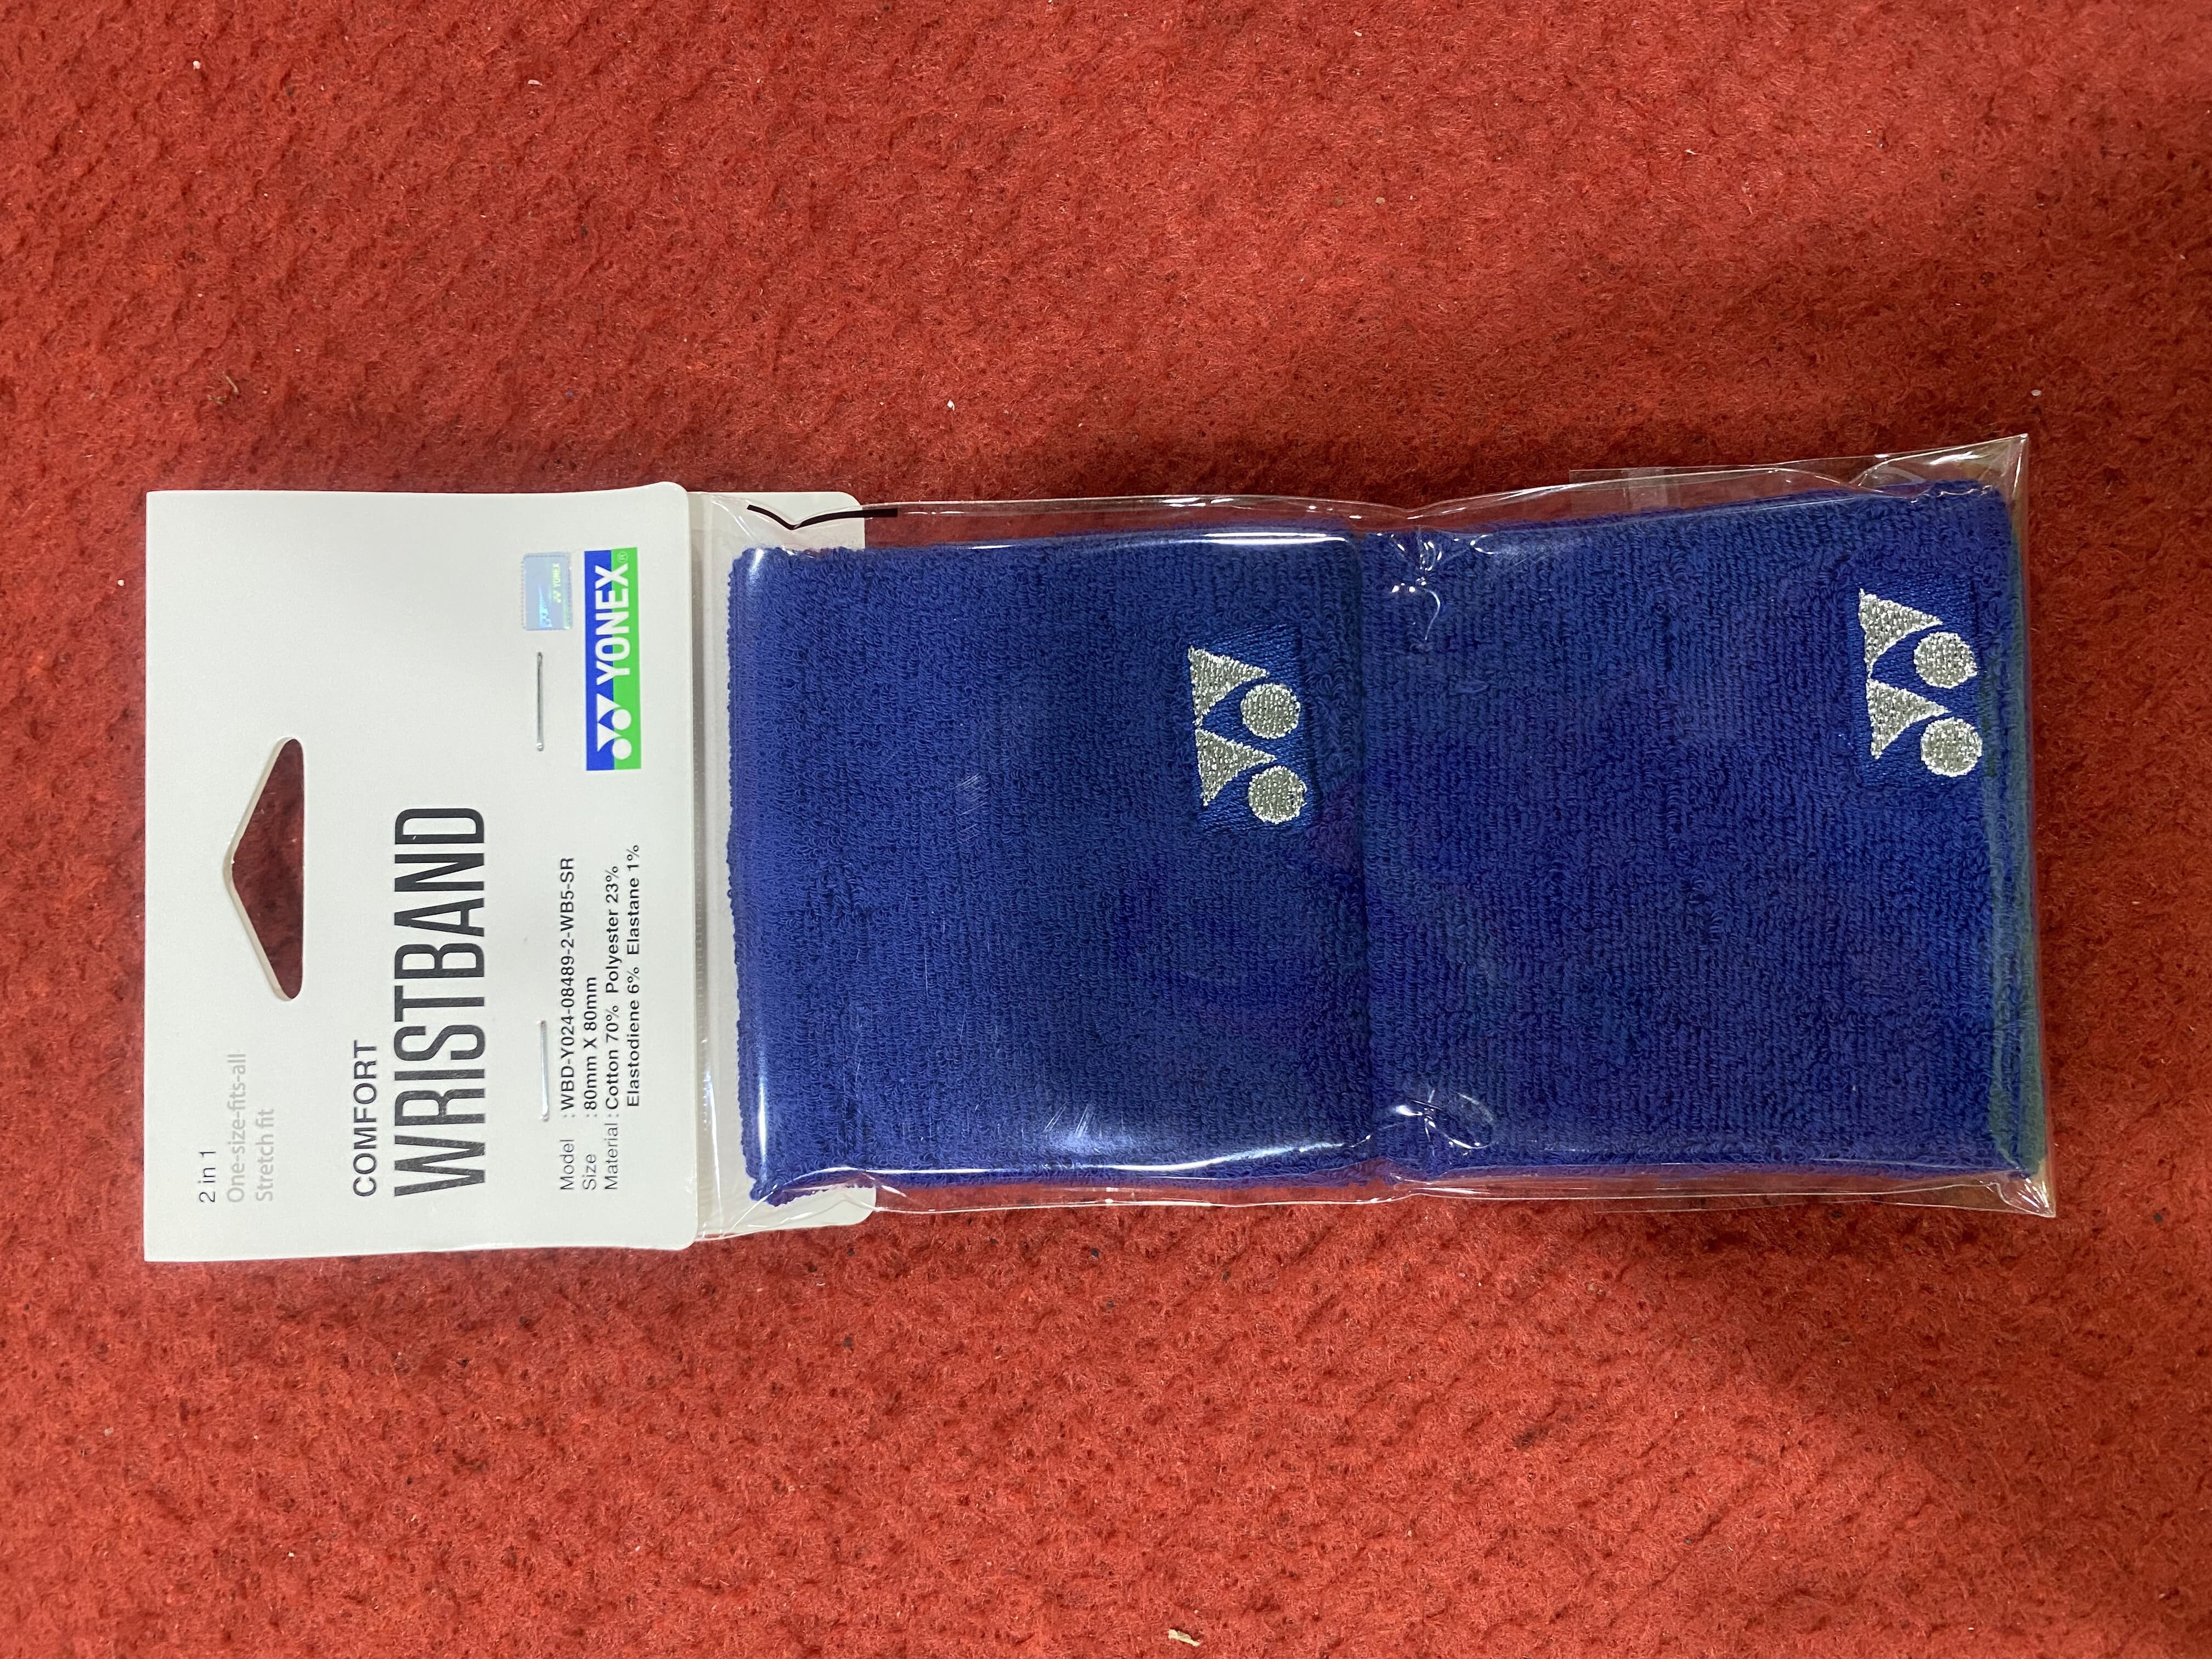 2 in 1
One-size-fits-all
Stretch fit
COMFORT
WRISTBAND
Model : WBD-Y024-08489-2-WB5-SR
Size : 80mm X 80mm
Material : Cotton 70% Polyester 23%
Elastodiene 6% Elastane 1%
YONEX
YONEX®